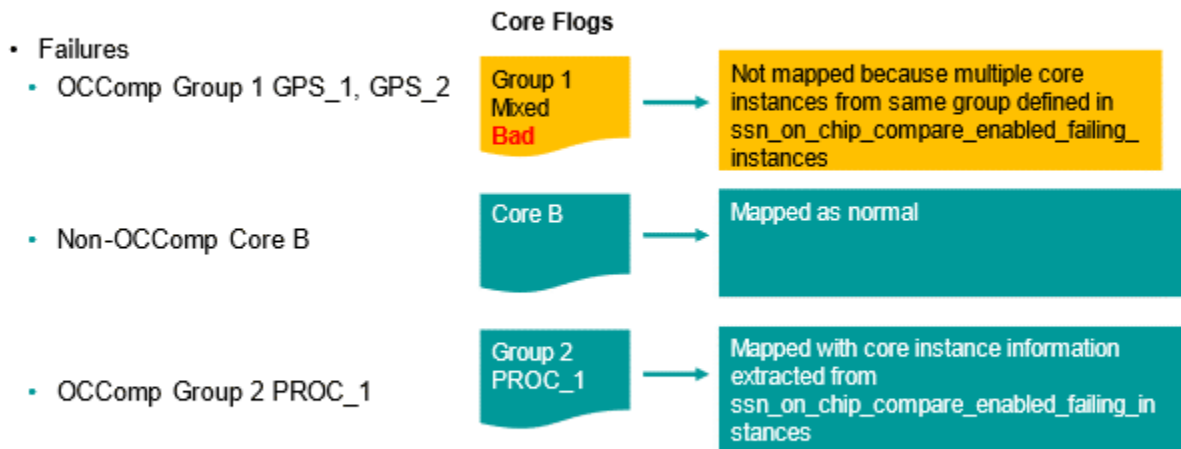 Core Flogs
• Failures
• OCComp Group 1 GPS_1, GPS_2
Group 1
Mixed
Bad
Not mapped because multiple core
instances from same group defined in
ssn_on_chip_compare_enabled_failing_
instances
• Non-OCComp Core B
Core B
Mapped as normal
• OCComp Group 2 PROC_1
Group 2
PROC_1
Mapped with core instance information
extracted from
ssn_on_chip_compare_enabled_failing_in
stances